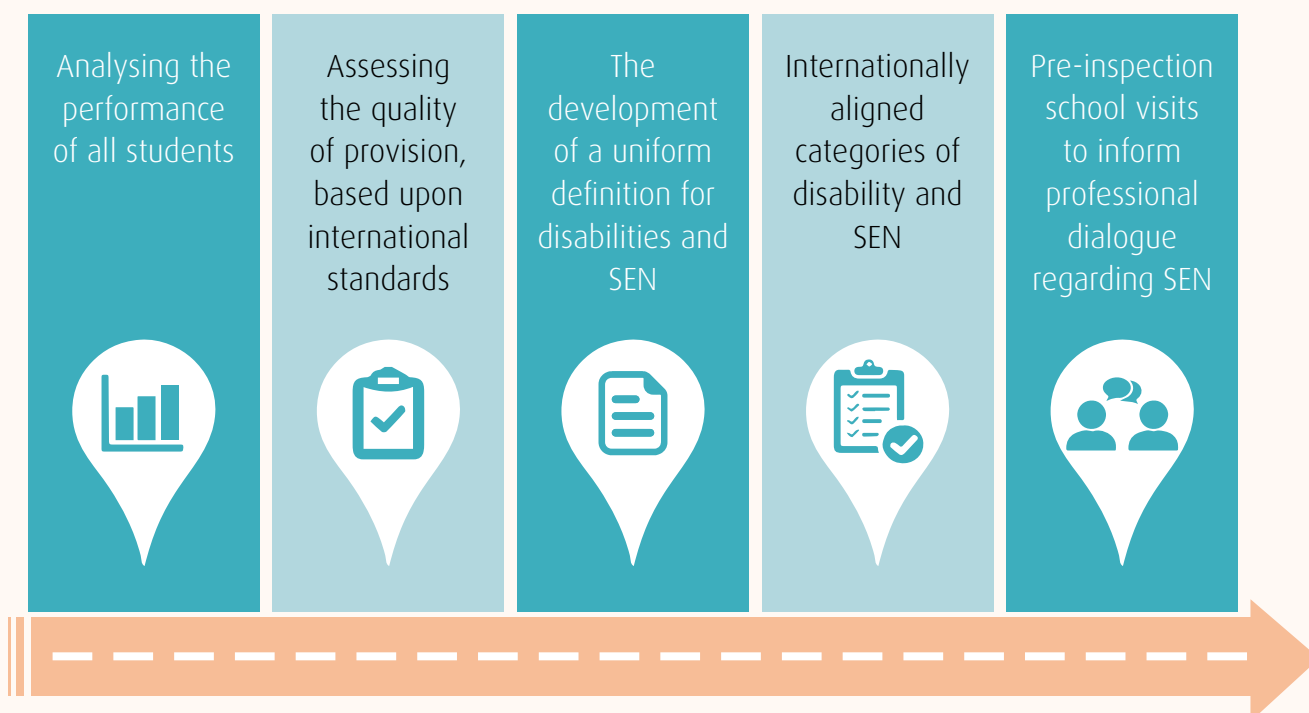 Analysing the
performance
of all students
Assessing
the quality
of provision,
based upon
international
standards
The
development
of a uniform
definition for
disabilities and
SEN
Internationally
aligned
categories of
disability and
SEN
Pre-inspection
school visits
to inform
professional
dialogue
regarding SEN